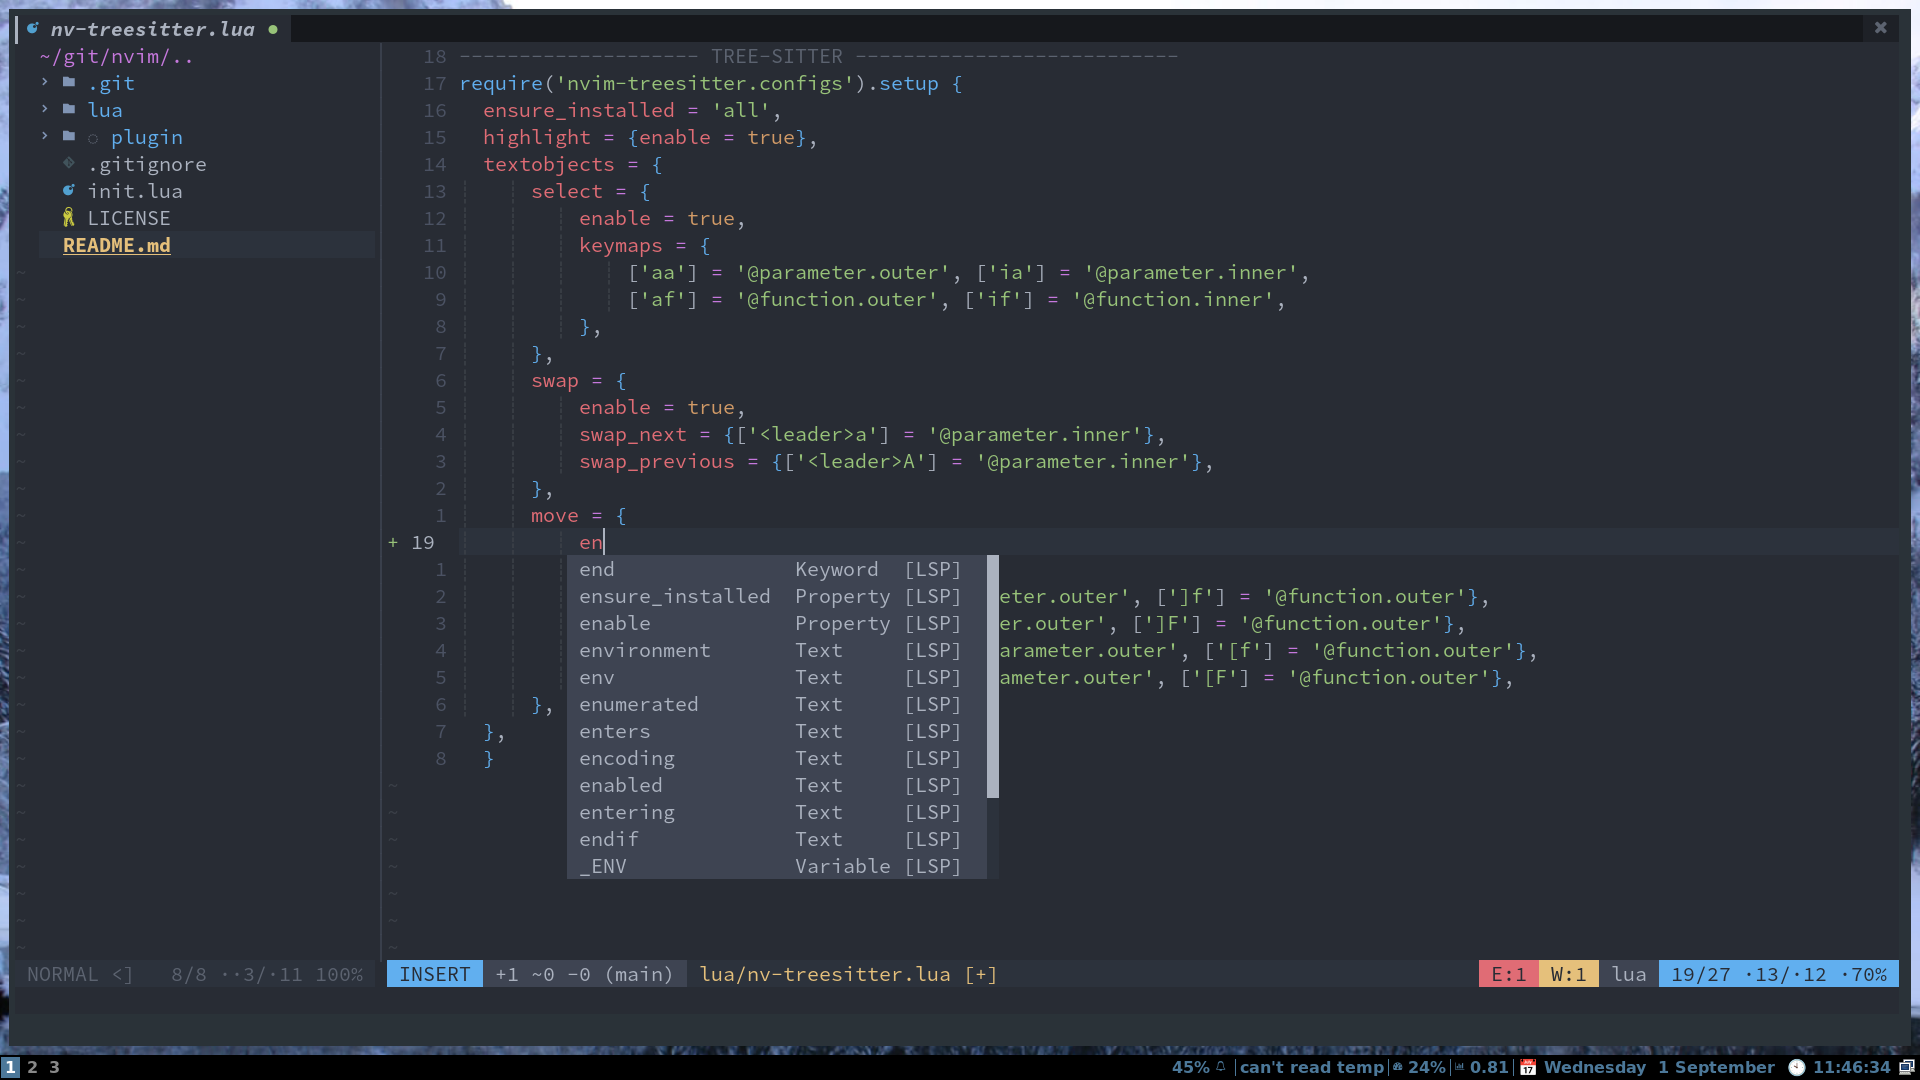 nv-treesitter.lua ●
~/git/nvim/..
.git
lua
plugin
.gitignore
init.lua
LICENSE
README.md
18 -------------------- TREE-SITTER ---------------------------
17 require('nvim-treesitter.configs').setup {
16 ensure_installed = 'all',
15 highlight = {enable = true},
14 textobjects = {
13 select = {
12 enable = true,
11 keymaps = {
10 ['aa'] = '@parameter.outer', ['ia'] = '@parameter.inner',
9 ['af'] = '@function.outer', ['if'] = '@function.inner',
8 },
7 },
6 swap = {
5 enable = true,
4 swap_next = {['<leader>a'] = '@parameter.inner'},
3 swap_previous = {['<leader>A'] = '@parameter.inner'},
2 },
1 move = {
+ 19 en
1 end Keyword [LSP]
2 ensure_installed Property [LSP] eter.outer', [']f'] = '@function.outer'},
3 enable Property [LSP] er.outer', [']F'] = '@function.outer'},
4 environment Text [LSP] arameter.outer', ['[f'] = '@function.outer'},
5 env Text [LSP] ameter.outer', ['[F'] = '@function.outer'},
6 }, enumerated Text [LSP]
7 }, enters Text [LSP]
8 } encoding Text [LSP]
enabled Text [LSP]
entering Text [LSP]
endif Text [LSP]
_ENV Variable [LSP]
NORMAL <] 8/8 ··3/·11 100%
INSERT +1 ~0 -0 (main) lua/nv-treesitter.lua [+] E:1 W:1 lua 19/27 ·13/·12 ·70%
1 2 3 45% | can't read temp | 24% | 0.81 | Wednesday 1 September 11:46:34